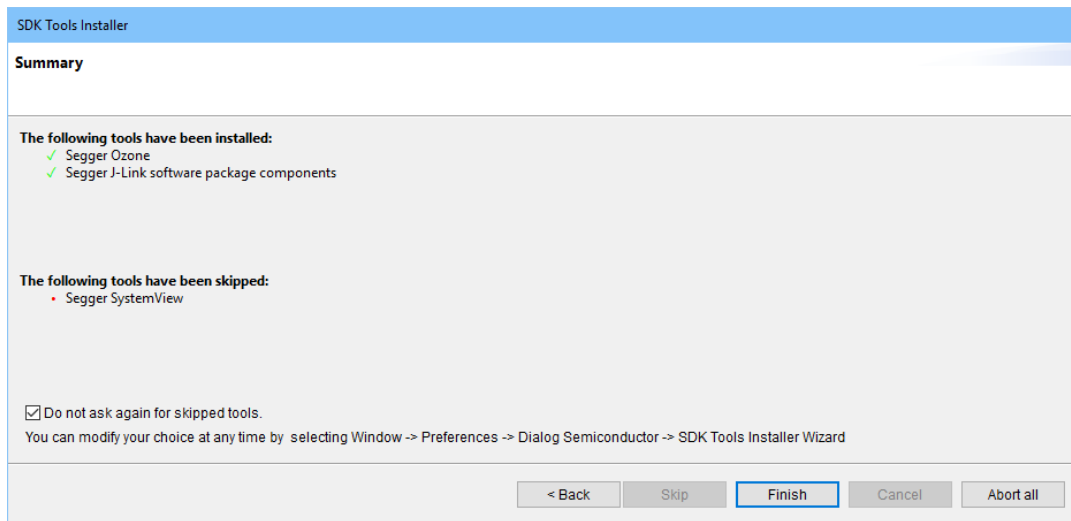 SDK Tools Installer
Summary
The following tools have been installed:
✓ Segger Ozone
✓ Segger J-Link software package components
The following tools have been skipped:
• Segger SystemView
Do not ask again for skipped tools.
You can modify your choice at any time by selecting Window -> Preferences -> Dialog Semiconductor -> SDK Tools Installer Wizard
< Back Skip Finish Cancel Abort all